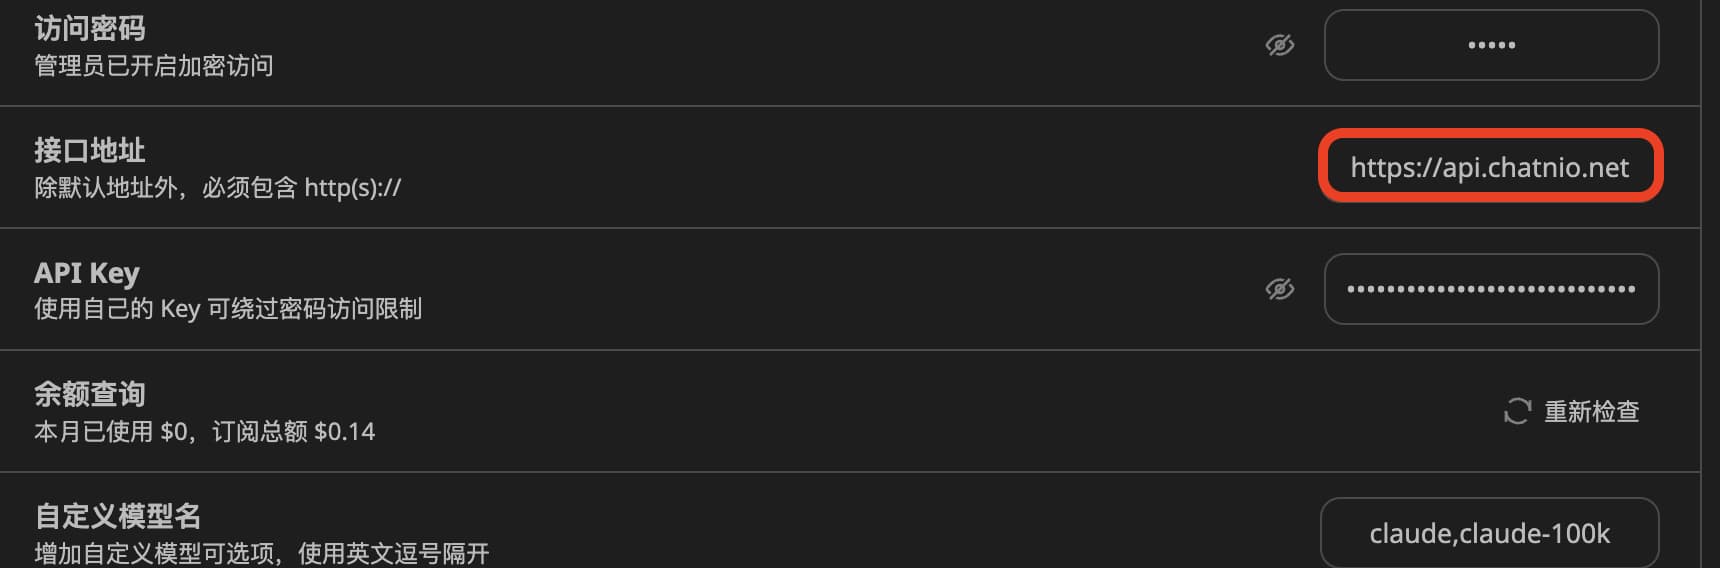 访问密码
管理员已开启加密访问
•••••
接口地址
除默认地址外，必须包含 http(s)://
https://api.chatnio.net
API Key
使用自己的 Key 可绕过密码访问限制
•••••••••••••••••••••••••••••
余额查询
本月已使用 $0，订阅总额 $0.14
重新检查
自定义模型名
增加自定义模型可选项，使用英文逗号隔开
claude,claude-100k